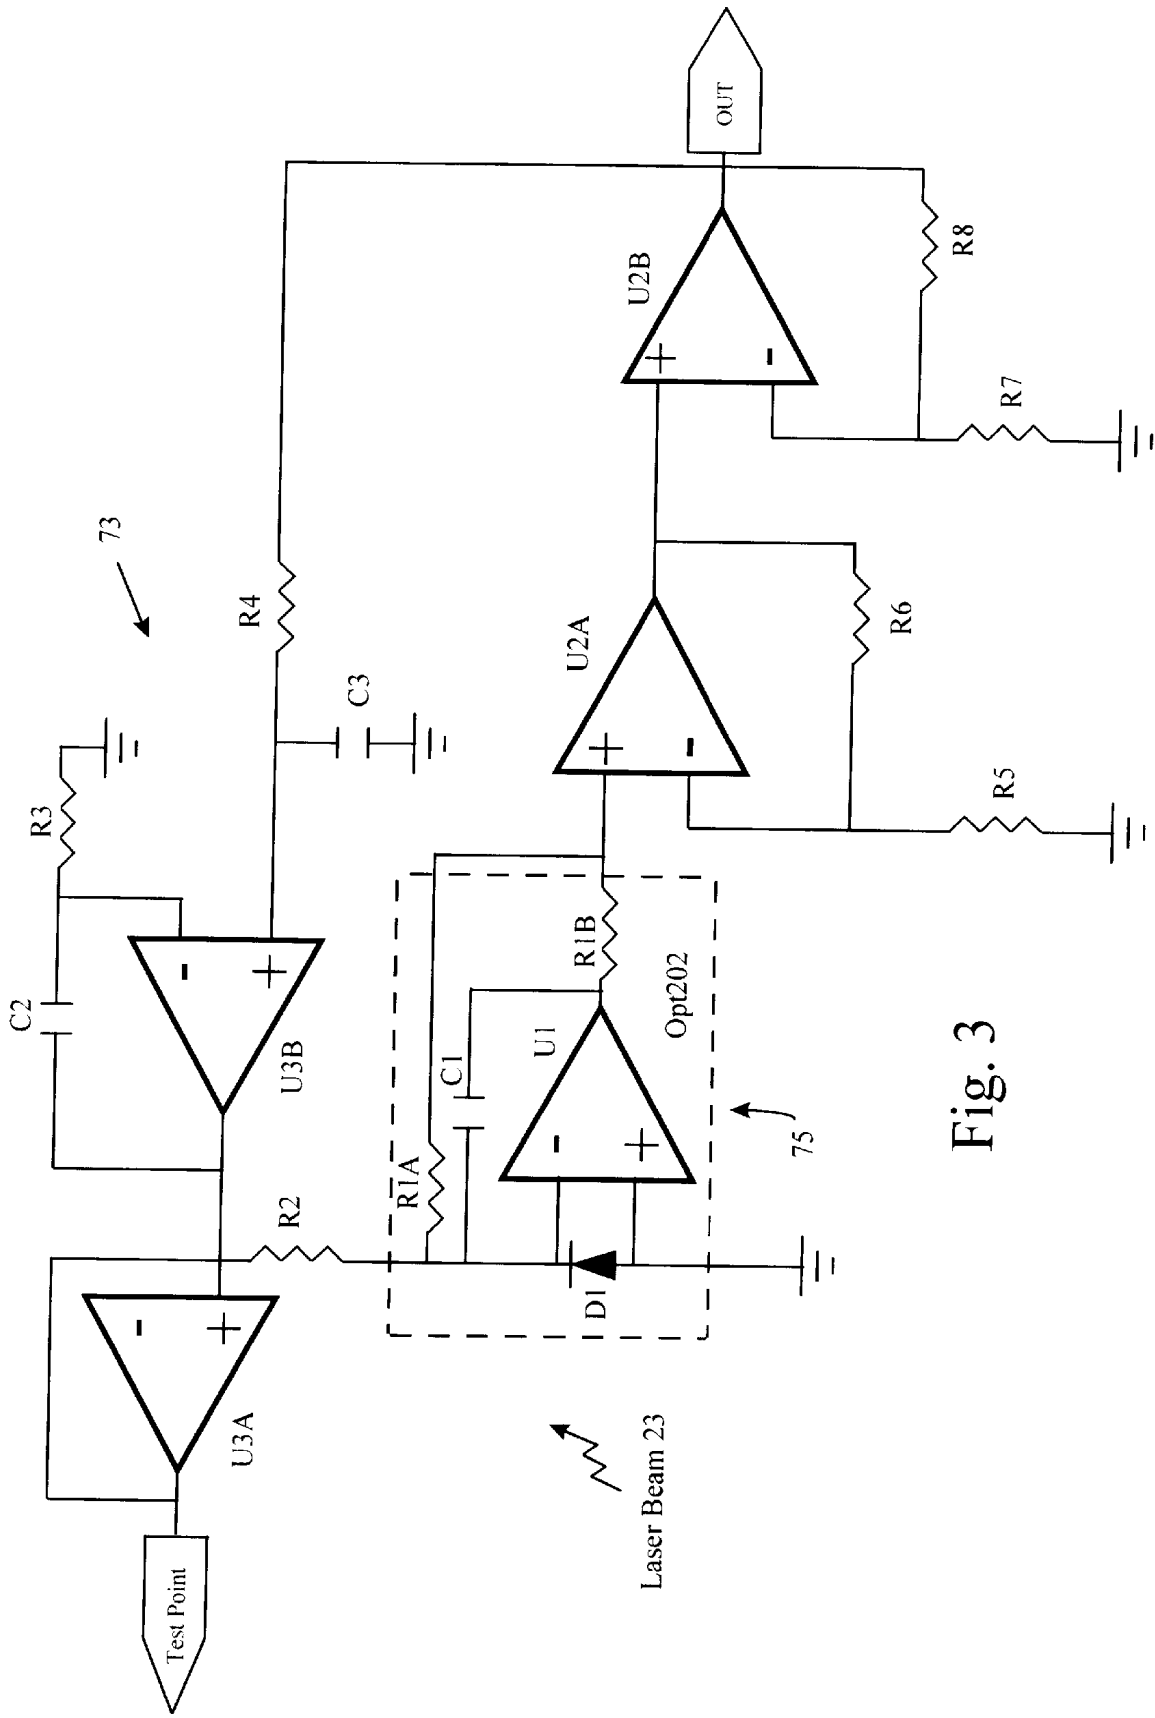 73
C2
R3
R4
C3
U3B
U3A
Test Point
R2
R1A
C1
U1
R1B
Opt202
D1
75
Laser Beam 23
U2A
R6
R5
U2B
R8
R7
OUT
+
-
+
-
+
-
+
-
+
-
Fig. 3